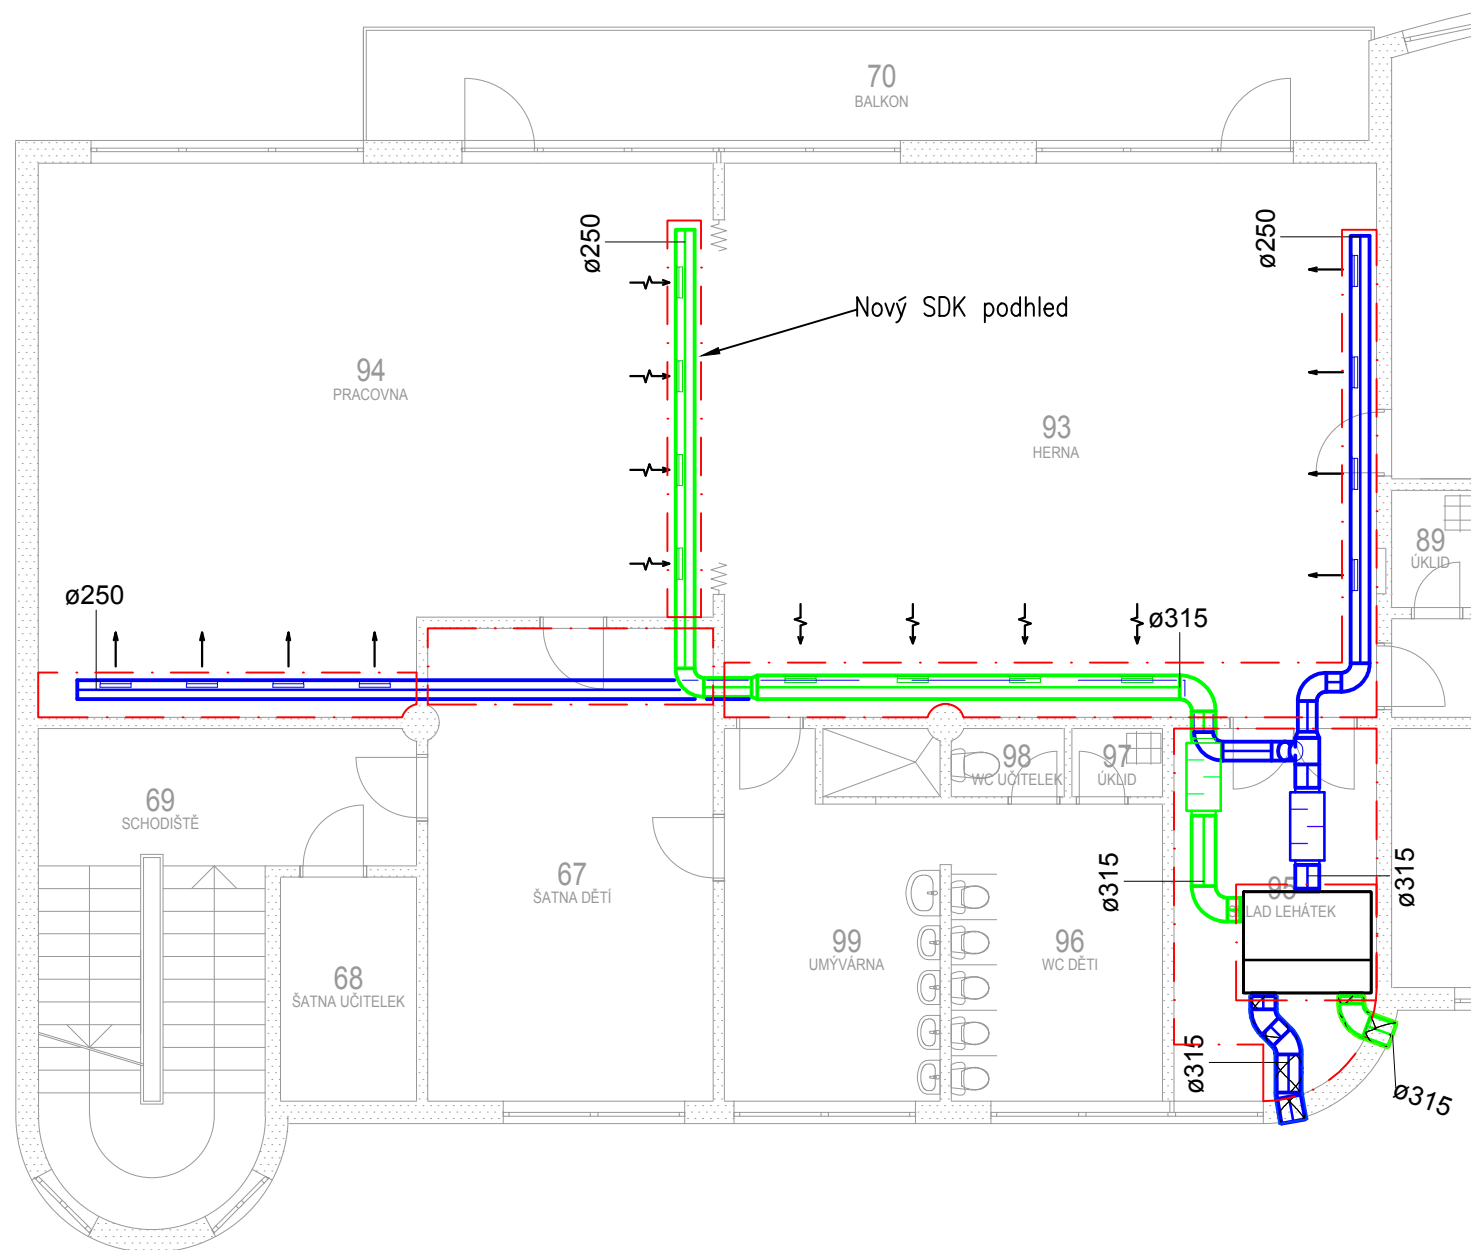 70
BALKON
ø250
ø250
Nový SDK podhled
94
PRACOVNA
93
HERNA
89
ÚKLID
ø250
ø315
98
WC UČITELEK
97
ÚKLID
69
SCHODIŠTĚ
67
ŠATNA DĚTÍ
ø315
ø315
95
LAD LEHÁTEK
99
UMÝVÁRNA
96
WC DĚTI
68
ŠATNA UČITELEK
ø315
ø315